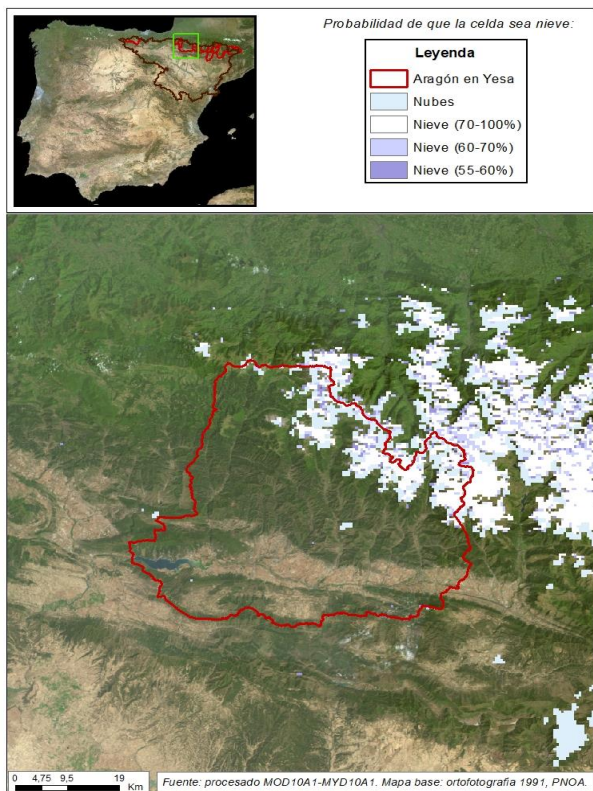 Probabilidad de que la celda sea nieve:
Leyenda
Aragón en Yesa
Nubes
Nieve (70-100%)
Nieve (60-70%)
Nieve (55-60%)
0 4,75 9,5 19
Km
Fuente: procesado MOD10A1-MYD10A1. Mapa base: ortofotografía 1991, PNOA.